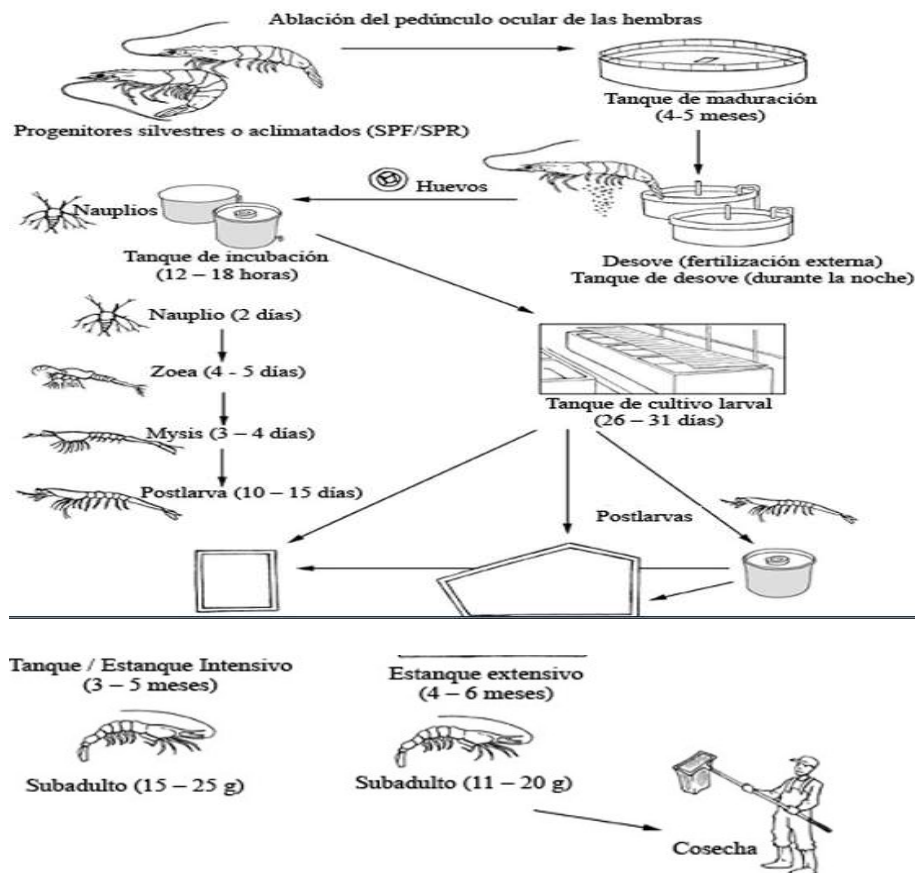 Ablación del pedúnculo ocular de las hembras
Tanque de maduración
(4-5 meses)
Progenitores silvestres o aclimatados (SPF/SPR)
Huevos
Nauplios
Tanque de incubación
(12 – 18 horas)
Desove (fertilización externa)
Tanque de desove (durante la noche)
Nauplio (2 días)
Zoea (4 - 5 días)
Mysis (3 – 4 días)
Postlarva (10 – 15 días)
Tanque de cultivo larval
(26 – 31 días)
Postlarvas
Tanque / Estanque Intensivo
(3 – 5 meses)
Estanque extensivo
(4 – 6 meses)
Subadulto (15 – 25 g)
Subadulto (11 – 20 g)
Cosecha